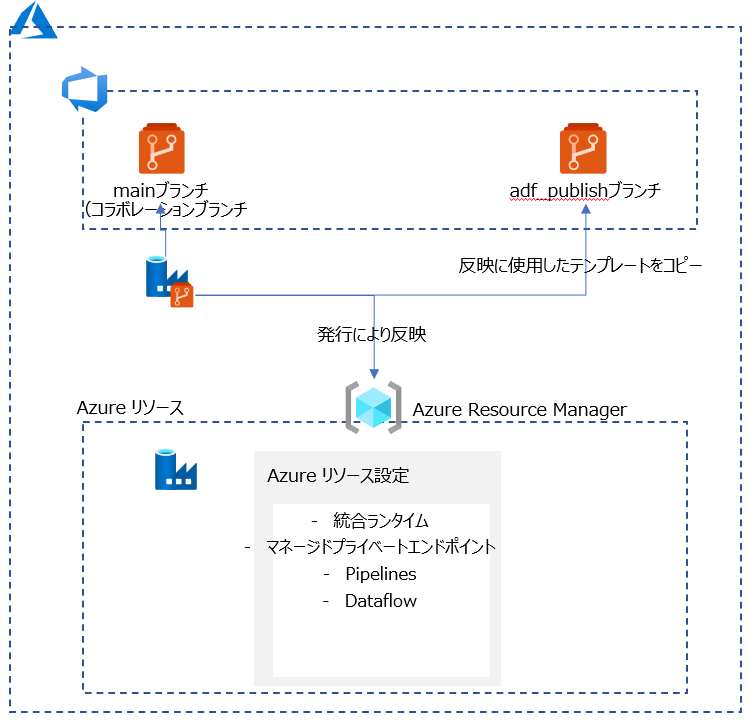 mainブランチ
(コラボレーションブランチ
adf_publishブランチ
反映に使用したテンプレートをコピー
発行により反映
Azure リソース
Azure Resource Manager
Azure リソース設定
- 統合ランタイム
- マネージドプライベートエンドポイント
- Pipelines
- Dataflow